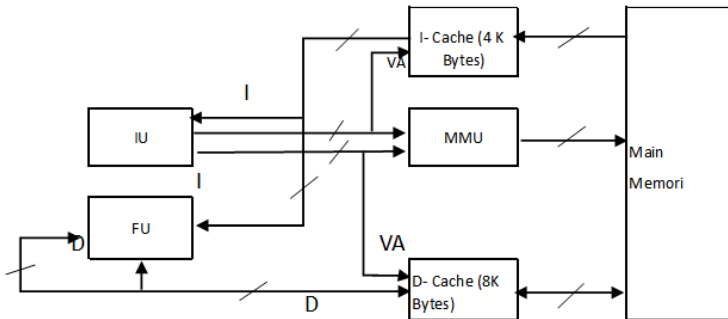 I- Cache (4 K
Bytes)
VA
I
IU
MMU
Main
Memori
I
FU
D
VA
D- Cache (8K
Bytes)
D